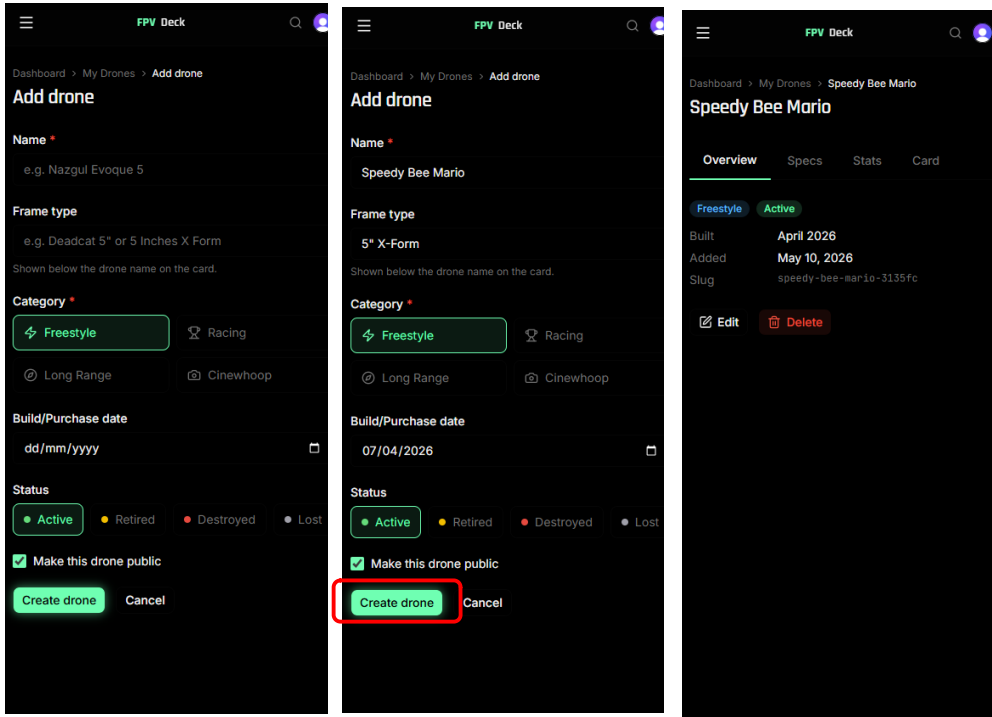 FPV Deck
Dashboard > My Drones > Add drone
Add drone
Name *
e.g. Nazgul Evoque 5
Frame type
e.g. Deadcat 5" or 5 Inches X Form
Shown below the drone name on the card.
Category *
Freestyle
Racing
Long Range
Cinewhoop
Build/Purchase date
dd/mm/yyyy
Status
Active
Retired
Destroyed
Lost
Make this drone public
Create drone
Cancel
FPV Deck
Dashboard > My Drones > Add drone
Add drone
Name *
Speedy Bee Mario
Frame type
5" X-Form
Shown below the drone name on the card.
Category *
Freestyle
Racing
Long Range
Cinewhoop
Build/Purchase date
07/04/2026
Status
Active
Retired
Destroyed
Lost
Make this drone public
Create drone
Cancel
FPV Deck
Dashboard > My Drones > Speedy Bee Mario
Speedy Bee Mario
Overview
Specs
Stats
Card
Freestyle
Active
Built April 2026
Added May 10, 2026
Slug speedy-bee-mario-3135fc
Edit
Delete